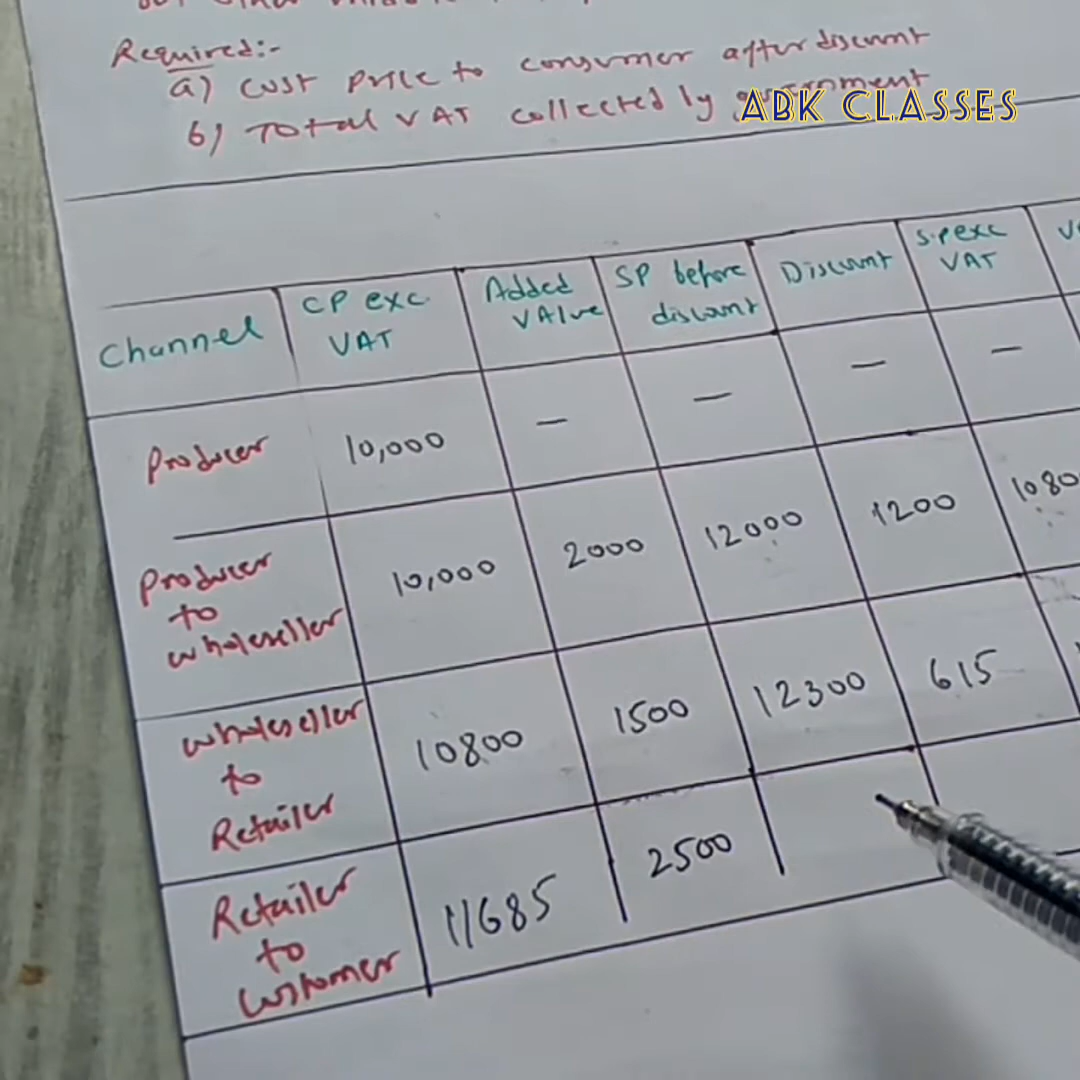 Required:-
a) Cost price to consumer after discount
b) Total VAT collected by government
ABK CLASSES
Channel
CP exc. VAT
Added VAlue
SP before discount
Discount
S.P exc VAT
Producer
10,000
—
—
—
—
Producer to wholeseller
10,000
2000
12000
1200
1080
wholeseller to Retailer
10800
1500
12300
615
Retailer to Customer
11685
2500